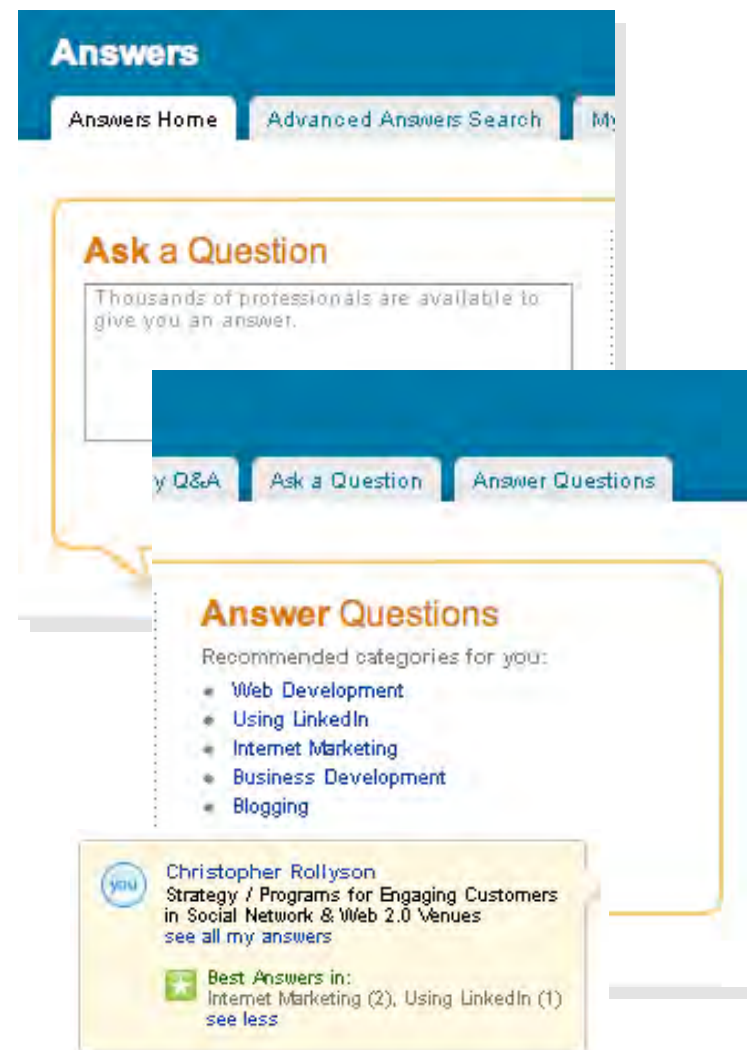 Answers
Answers Home Advanced Answers Search My
Ask a Question
Thousands of professionals are available to
give you an answer.
y Q&A Ask a Question Answer Questions
Answer Questions
Recommended categories for you:
Web Development
Using LinkedIn
Internet Marketing
Business Development
Blogging
you
Christopher Rollyson
Strategy / Programs for Engaging Customers
in Social Network & Web 2.0 Venues
see all my answers
Best Answers in:
Internet Marketing (2), Using LinkedIn (1)
see less